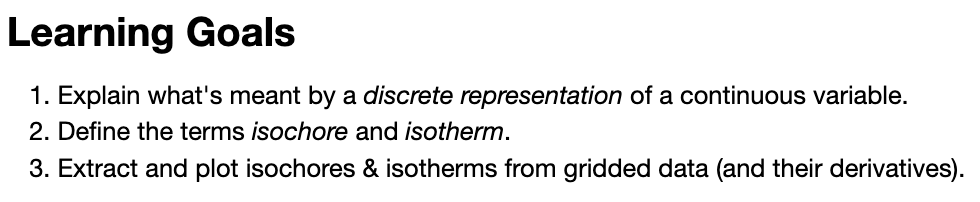 Learning Goals
1. Explain what's meant by a discrete representation of a continuous variable.
2. Define the terms isochore and isotherm.
3. Extract and plot isochores & isotherms from gridded data (and their derivatives).